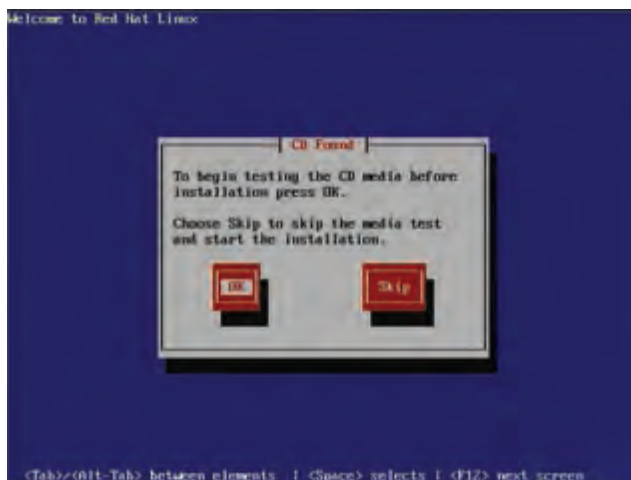 Welcome to Red Hat Linux
CD Found
To begin testing the CD media before
installation press OK.
Choose Skip to skip the media test
and start the installation.
OK
Skip
<Tab>/<Alt-Tab> between elements | <Space> selects | <F12> next screen